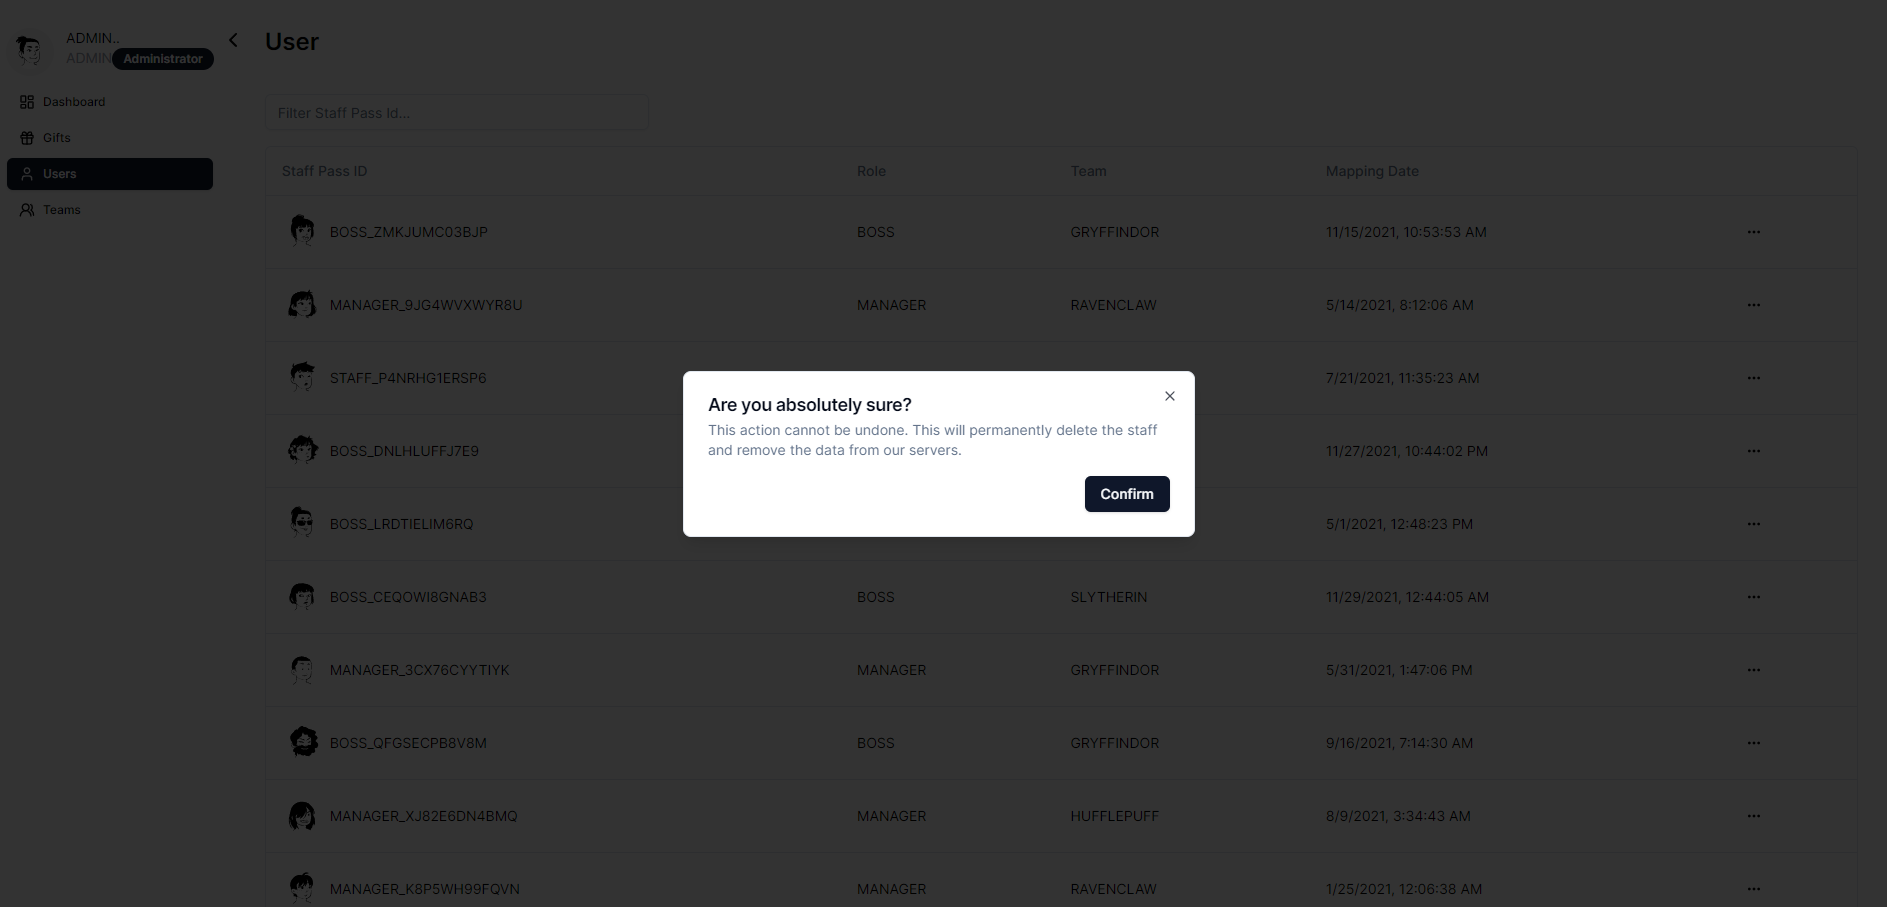 ADMIN..
ADMIN Administrator
User
Dashboard
Gifts
Users
Teams
Filter Staff Pass Id...
Staff Pass ID Role Team Mapping Date
BOSS_ZMKJUMC03BJP BOSS GRYFFINDOR 11/15/2021, 10:53:53 AM
MANAGER_9JG4WVXWYR8U MANAGER RAVENCLAW 5/14/2021, 8:12:06 AM
STAFF_P4NRHG1ERSP6 7/21/2021, 11:35:23 AM
BOSS_DNLHLUFFJ7E9 11/27/2021, 10:44:02 PM
BOSS_LRDTIELIM6RQ 5/1/2021, 12:48:23 PM
BOSS_CEQOWI8GNAB3 BOSS SLYTHERIN 11/29/2021, 12:44:05 AM
MANAGER_3CX76CYYTIYK MANAGER GRYFFINDOR 5/31/2021, 1:47:06 PM
BOSS_QFGSECPB8V8M BOSS GRYFFINDOR 9/16/2021, 7:14:30 AM
MANAGER_XJ82E6DN4BMQ MANAGER HUFFLEPUFF 8/9/2021, 3:34:43 AM
MANAGER_K8P5WH99FQVN MANAGER RAVENCLAW 1/25/2021, 12:06:38 AM
Are you absolutely sure?
This action cannot be undone. This will permanently delete the staff
and remove the data from our servers.
Confirm